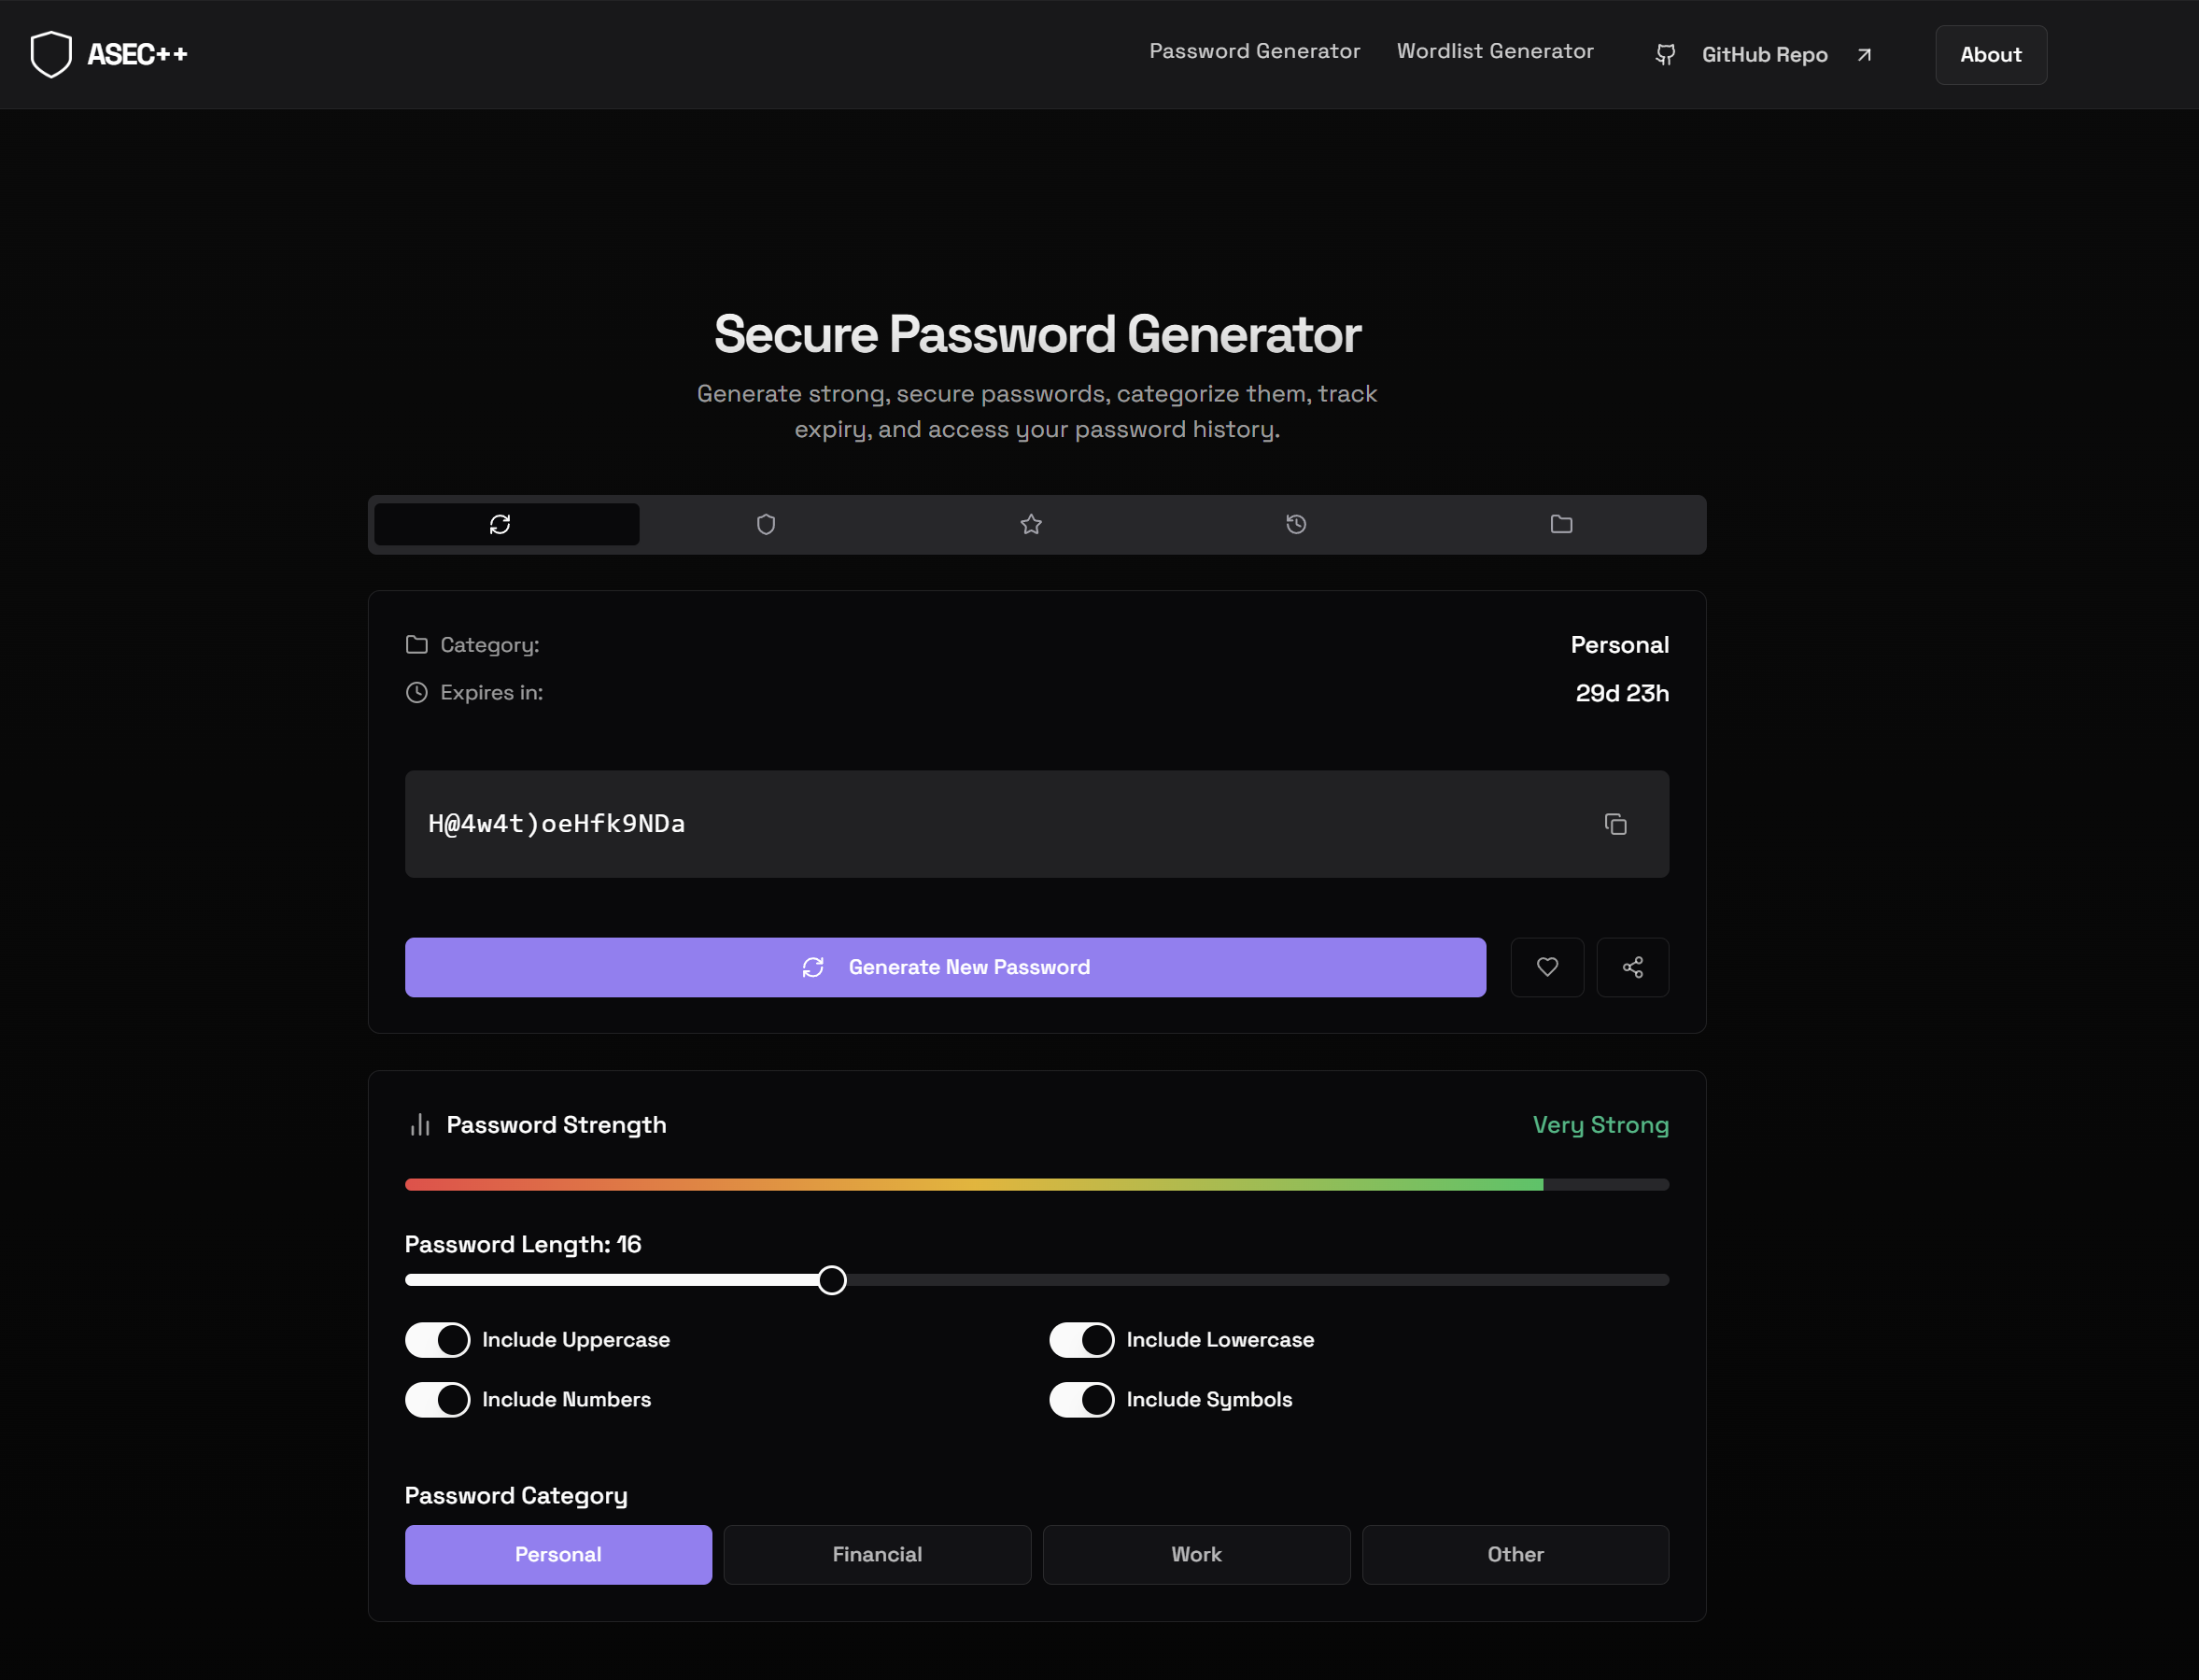 ASEC++
Password Generator
Wordlist Generator
GitHub Repo
About
Secure Password Generator
Generate strong, secure passwords, categorize them, track
expiry, and access your password history.
Category:
Personal
Expires in:
29d 23h
H@4w4t)oeHfk9NDa
Generate New Password
Password Strength
Very Strong
Password Length: 16
Include Uppercase
Include Lowercase
Include Numbers
Include Symbols
Password Category
Personal
Financial
Work
Other